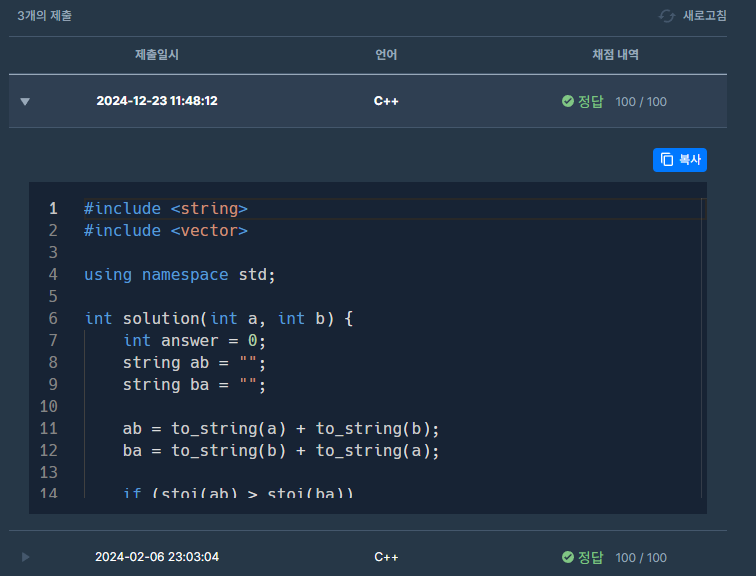 3개의 제출 새로고침
제출일시 언어 채점 내역
2024-12-23 11:48:12 C++ 정답 100 / 100
복사
1 #include <string>
2 #include <vector>
3
4 using namespace std;
5
6 int solution(int a, int b) {
7 int answer = 0;
8 string ab = "";
9 string ba = "";
10
11 ab = to_string(a) + to_string(b);
12 ba = to_string(b) + to_string(a);
13
14 if (stoi(ab) > stoi(ba))
2024-02-06 23:03:04 C++ 정답 100 / 100